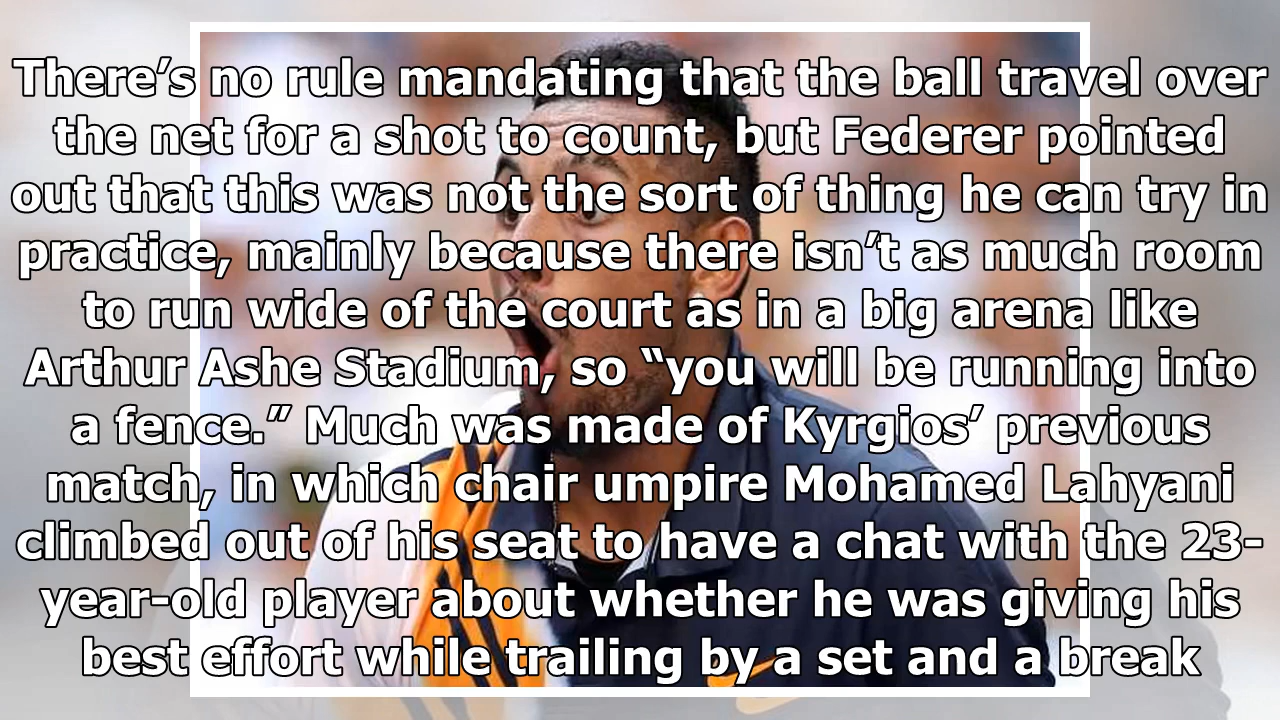 There’s no rule mandating that the ball travel over
the net for a shot to count, but Federer pointed
out that this was not the sort of thing he can try in
practice, mainly because there isn’t as much room
to run wide of the court as in a big arena like
Arthur Ashe Stadium, so “you will be running into
a fence.” Much was made of Kyrgios’ previous
match, in which chair umpire Mohamed Lahyani
climbed out of his seat to have a chat with the 23-
year-old player about whether he was giving his
best effort while trailing by a set and a break